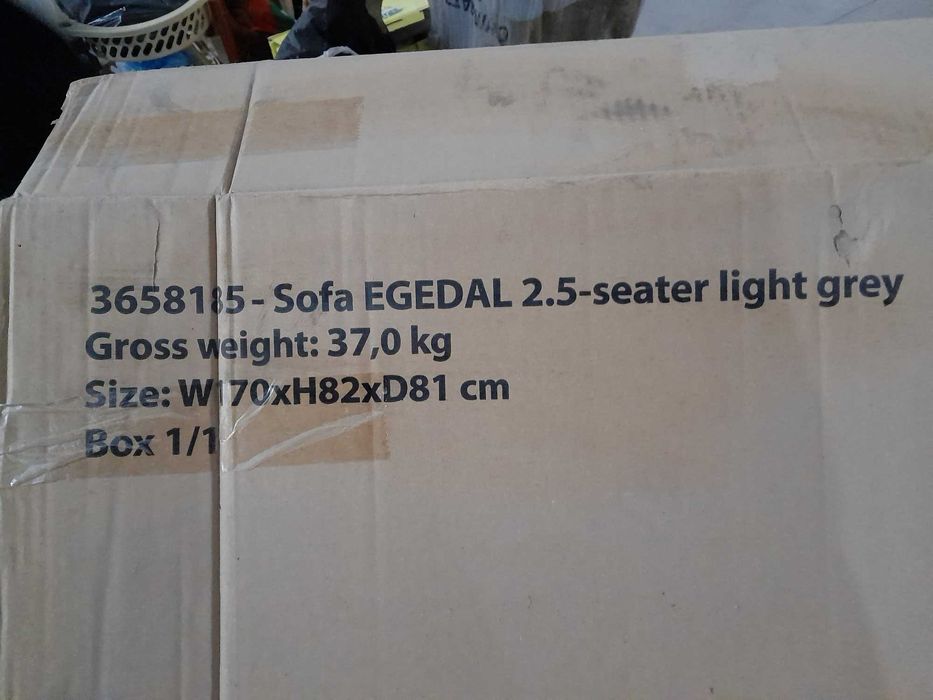 3658185 - Sofa EGEDAL 2.5-seater light grey
Gross weight: 37,0 kg
Size: W170xH82xD81 cm
Box 1/1